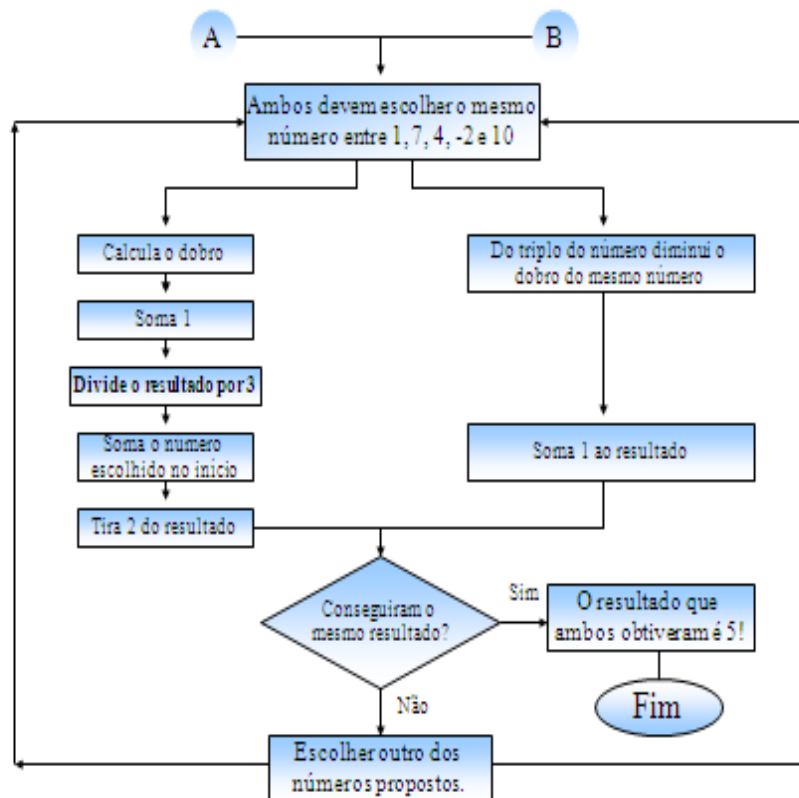 A
B
Ambos devem escolher o mesmo
número entre 1, 7, 4, -2 e 10
Calcula o dobro
Soma 1
Divide o resultado por 3
Soma o numero
escolhido no inicio
Tira 2 do resultado
Do triplo do número diminui o
dobro do mesmo número
Soma 1 ao resultado
Conseguiram o
mesmo resultado?
Sim
O resultado que
ambos obtiveram é 5!
Fim
Não
Escolher outro dos
números propostos.